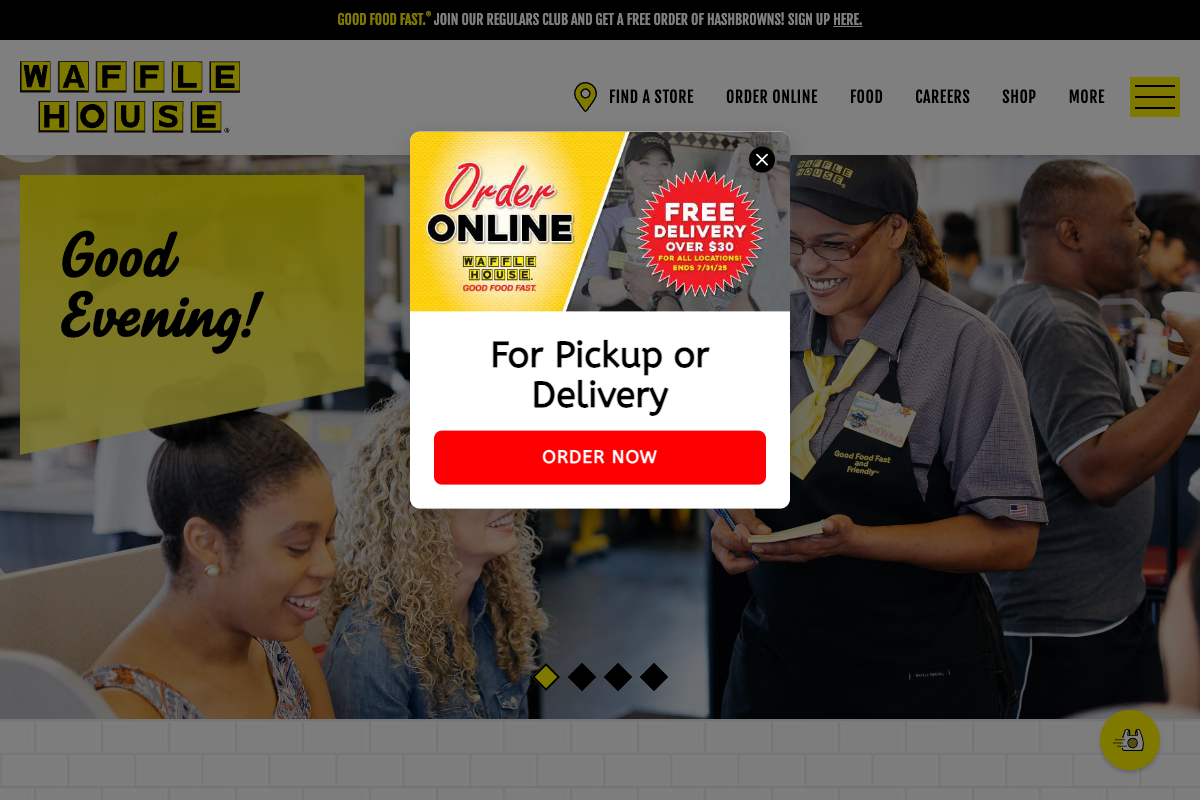 GOOD FOOD FAST.® JOIN OUR REGULARS CLUB AND GET A FREE ORDER OF HASHBROWNS! SIGN UP HERE.
WAFFLE
HOUSE®
FIND A STORE
ORDER ONLINE
FOOD
CAREERS
SHOP
MORE
Good
Evening!
Order
ONLINE
WAFFLE
HOUSE.
GOOD FOOD FAST.
FREE
DELIVERY
OVER $30
FOR ALL LOCATIONS!
ENDS 7/31/25
For Pickup or
Delivery
ORDER NOW
WAFFLE
HOUSE
Good Food Fast
and
Friendly™